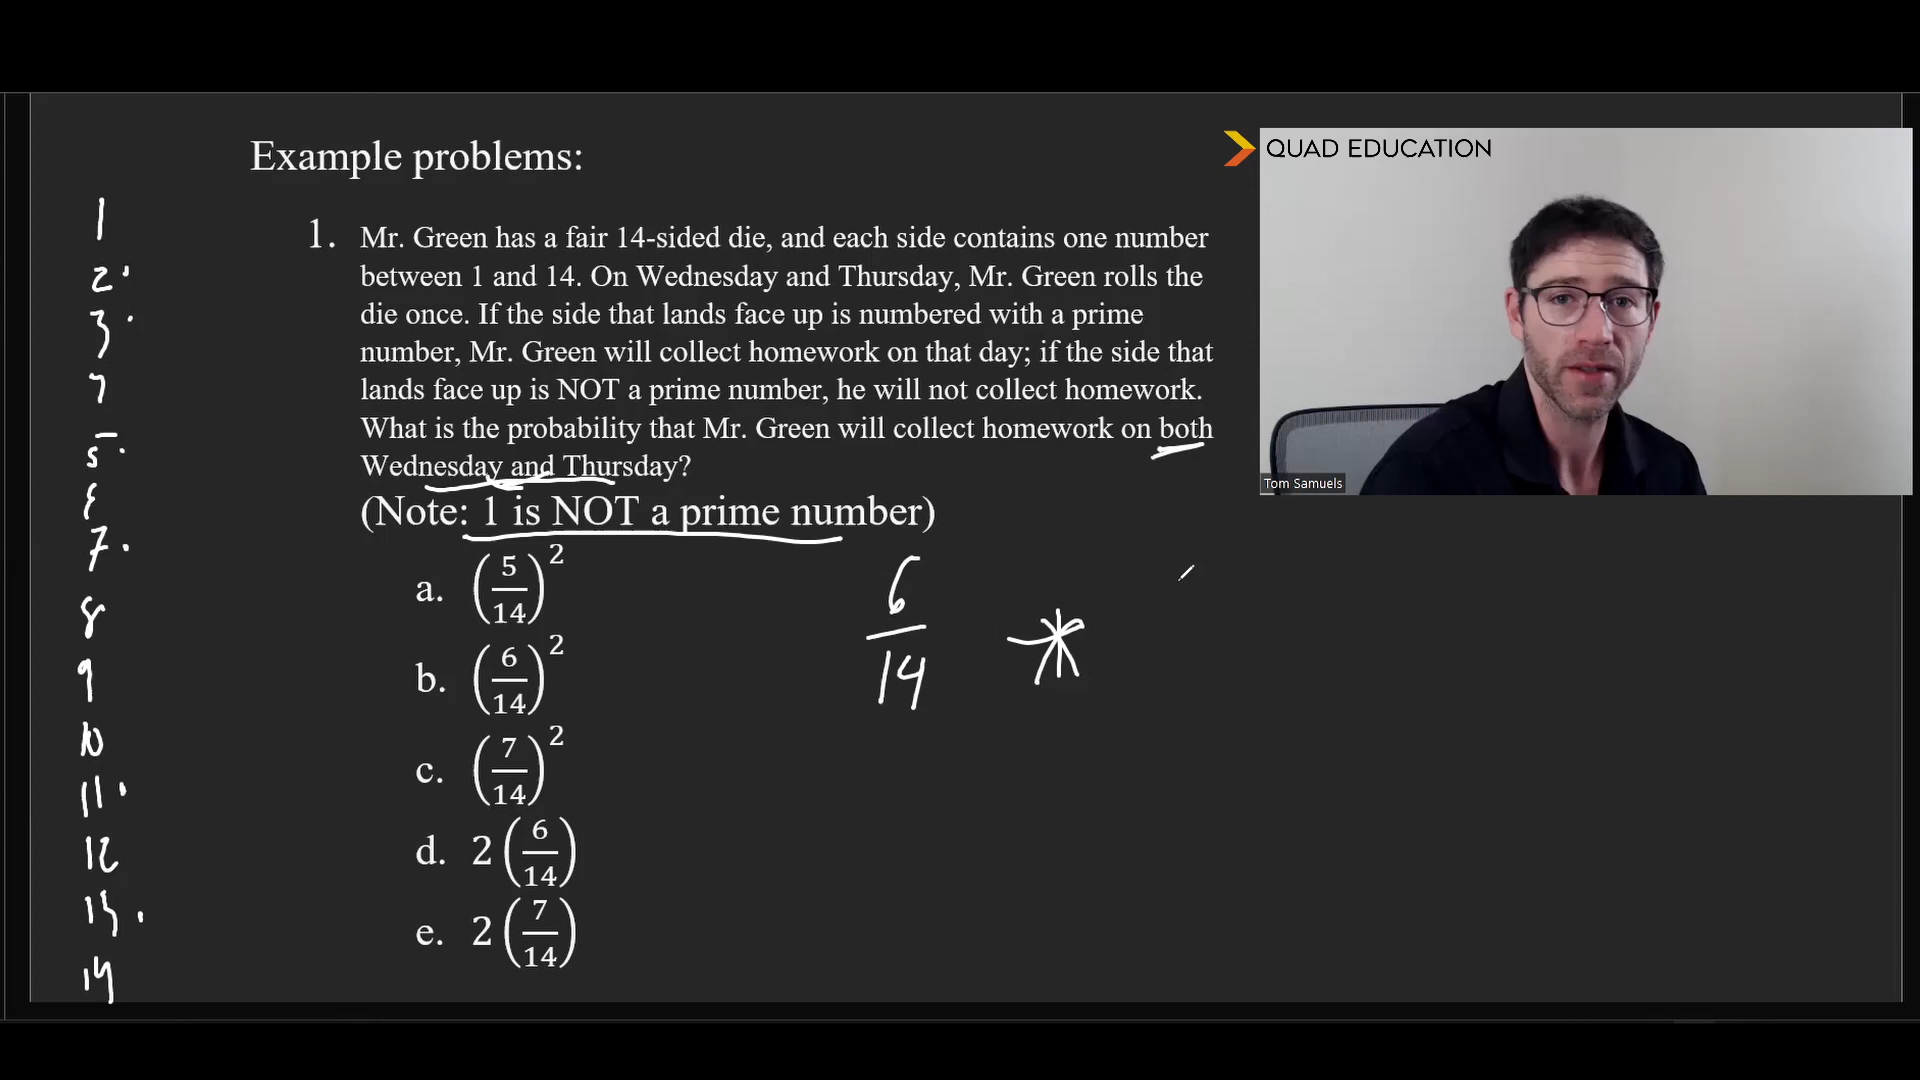 Example problems:
QUAD EDUCATION
1. Mr. Green has a fair 14-sided die, and each side contains one number
between 1 and 14. On Wednesday and Thursday, Mr. Green rolls the
die once. If the side that lands face up is numbered with a prime
number, Mr. Green will collect homework on that day; if the side that
lands face up is NOT a prime number, he will not collect homework.
What is the probability that Mr. Green will collect homework on both
Wednesday and Thursday?
(Note: 1 is NOT a prime number)
a. (5/14)²
b. (6/14)²
c. (7/14)²
d. 2(6/14)
e. 2(7/14)
Tom Samuels
6/14 *
1
2
3
5
7
8
9
10
11
12
13
14